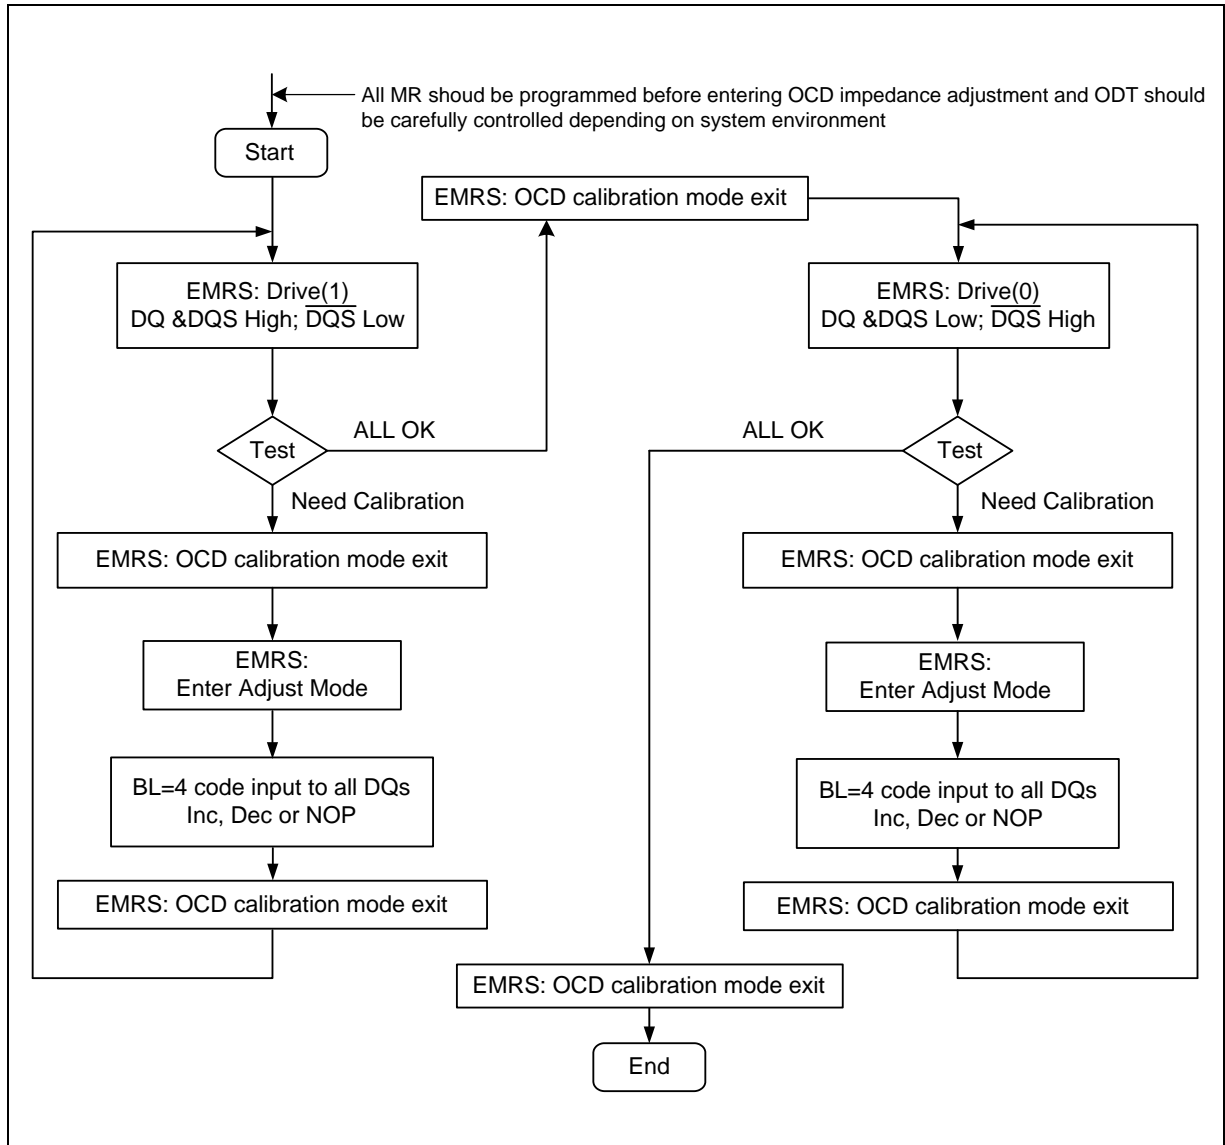 All MR shoud be programmed before entering OCD impedance adjustment and ODT should
be carefully controlled depending on system environment
Start
EMRS: OCD calibration mode exit
EMRS: Drive(1)
DQ &DQS High; D̅Q̅S̅ Low
Test
ALL OK
Need Calibration
EMRS: OCD calibration mode exit
EMRS:
Enter Adjust Mode
BL=4 code input to all DQs
Inc, Dec or NOP
EMRS: OCD calibration mode exit
EMRS: Drive(0)
DQ &DQS Low; D̅Q̅S̅ High
ALL OK
Test
Need Calibration
EMRS: OCD calibration mode exit
EMRS:
Enter Adjust Mode
BL=4 code input to all DQs
Inc, Dec or NOP
EMRS: OCD calibration mode exit
EMRS: OCD calibration mode exit
End